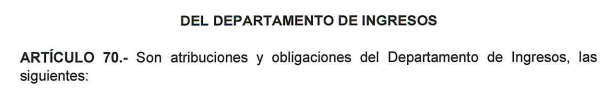 DEL DEPARTAMENTO DE INGRESOS
ARTÍCULO 70.- Son atribuciones y obligaciones del Departamento de Ingresos, las
siguientes: